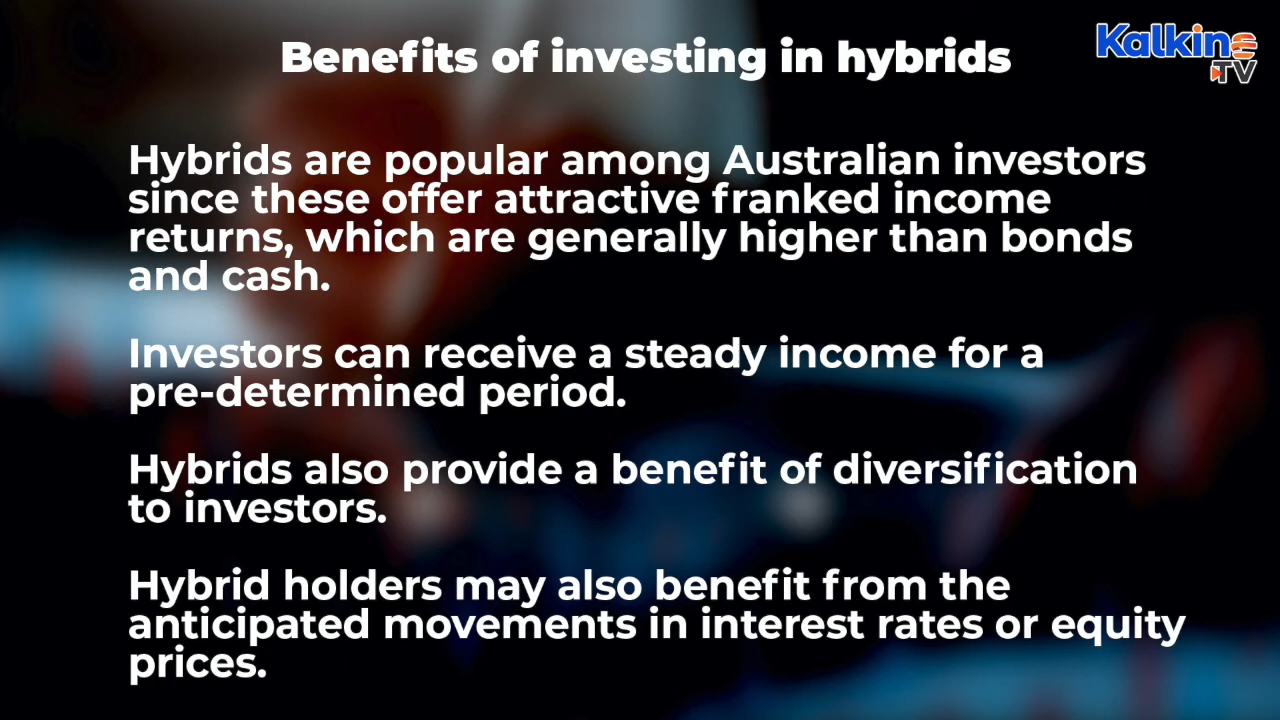 Benefits of investing in hybrids
Kalkine
TV
Hybrids are popular among Australian investors
since these offer attractive franked income
returns, which are generally higher than bonds
and cash.
Investors can receive a steady income for a
pre-determined period.
Hybrids also provide a benefit of diversification
to investors.
Hybrid holders may also benefit from the
anticipated movements in interest rates or equity
prices.